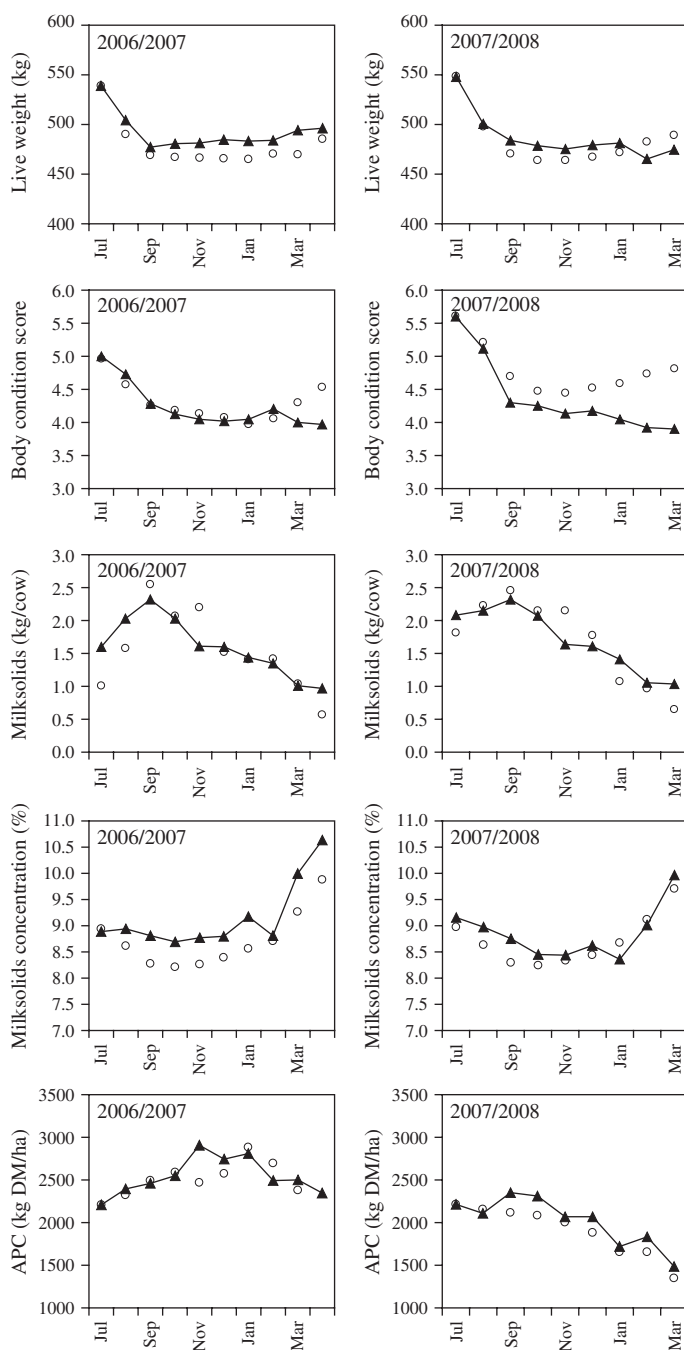 600
550
500
450
400
Live weight (kg)
2006/2007
Jul
Sep
Nov
Jan
Mar
600
550
500
450
400
Live weight (kg)
2007/2008
Jul
Sep
Nov
Jan
Mar
6.0
5.5
5.0
4.5
4.0
3.5
3.0
Body condition score
2006/2007
Jul
Sep
Nov
Jan
Mar
6.0
5.5
5.0
4.5
4.0
3.5
3.0
Body condition score
2007/2008
Jul
Sep
Nov
Jan
Mar
3.0
2.5
2.0
1.5
1.0
0.5
0.0
Milksolids (kg/cow)
2006/2007
Jul
Sep
Nov
Jan
Mar
3.0
2.5
2.0
1.5
1.0
0.5
0.0
Milksolids (kg/cow)
2007/2008
Jul
Sep
Nov
Jan
Mar
11.0
10.5
10.0
9.5
9.0
8.5
8.0
7.5
7.0
Milksolids concentration (%)
2006/2007
Jul
Sep
Nov
Jan
Mar
11.0
10.5
10.0
9.5
9.0
8.5
8.0
7.5
7.0
Milksolids concentration (%)
2007/2008
Jul
Sep
Nov
Jan
Mar
3500
3000
2500
2000
1500
1000
APC (kg DM/ha)
2006/2007
Jul
Sep
Nov
Jan
Mar
3500
3000
2500
2000
1500
1000
APC (kg DM/ha)
2007/2008
Jul
Sep
Nov
Jan
Mar